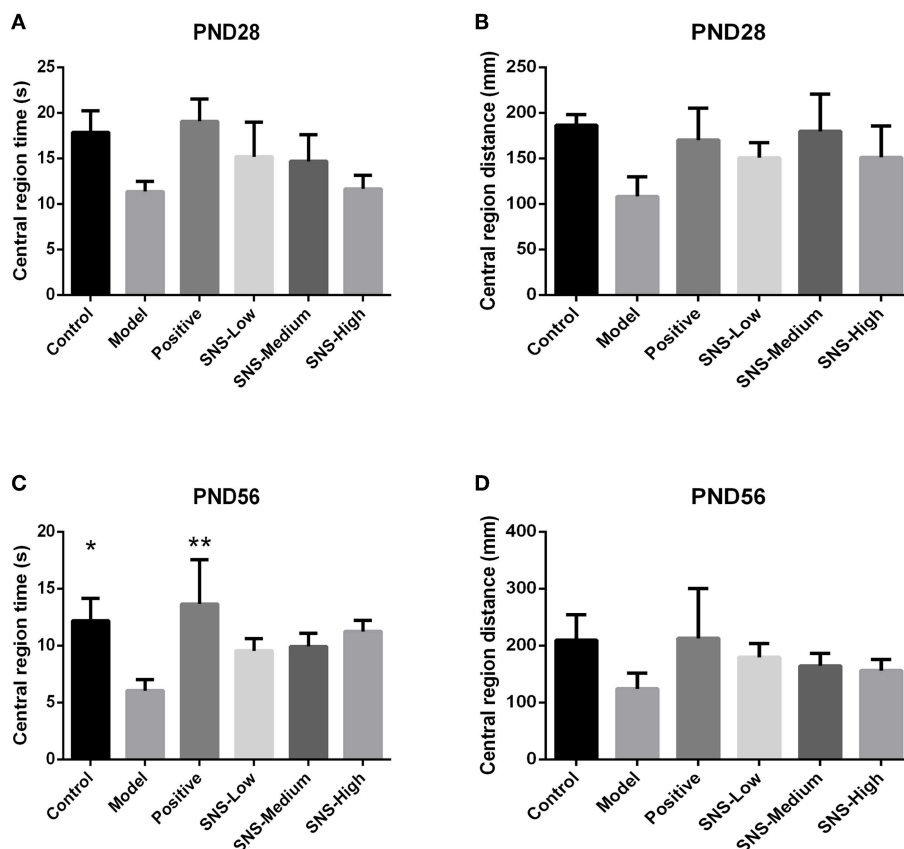 A
PND28
Central region time (s)
25
20
15
10
5
0
Control
Model
Positive
SNS-Low
SNS-Medium
SNS-High
B
PND28
Central region distance (mm)
250
200
150
100
50
0
Control
Model
Positive
SNS-Low
SNS-Medium
SNS-High
C
PND56
Central region time (s)
20
15
10
5
0
*
**
Control
Model
Positive
SNS-Low
SNS-Medium
SNS-High
D
PND56
Central region distance (mm)
400
300
200
100
0
Control
Model
Positive
SNS-Low
SNS-Medium
SNS-High